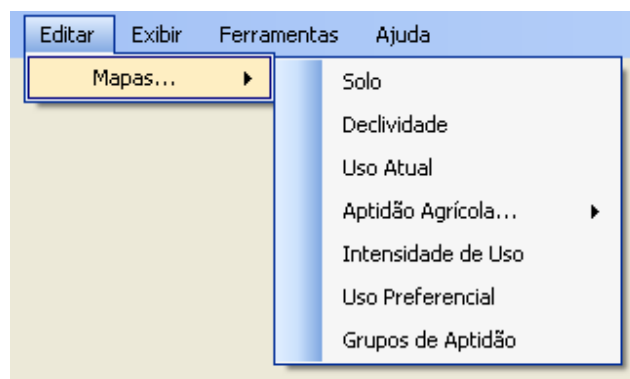 Editar Exibir Ferramentas Ajuda
Mapas...
Solo
Declividade
Uso Atual
Aptidão Agrícola...
Intensidade de Uso
Uso Preferencial
Grupos de Aptidão